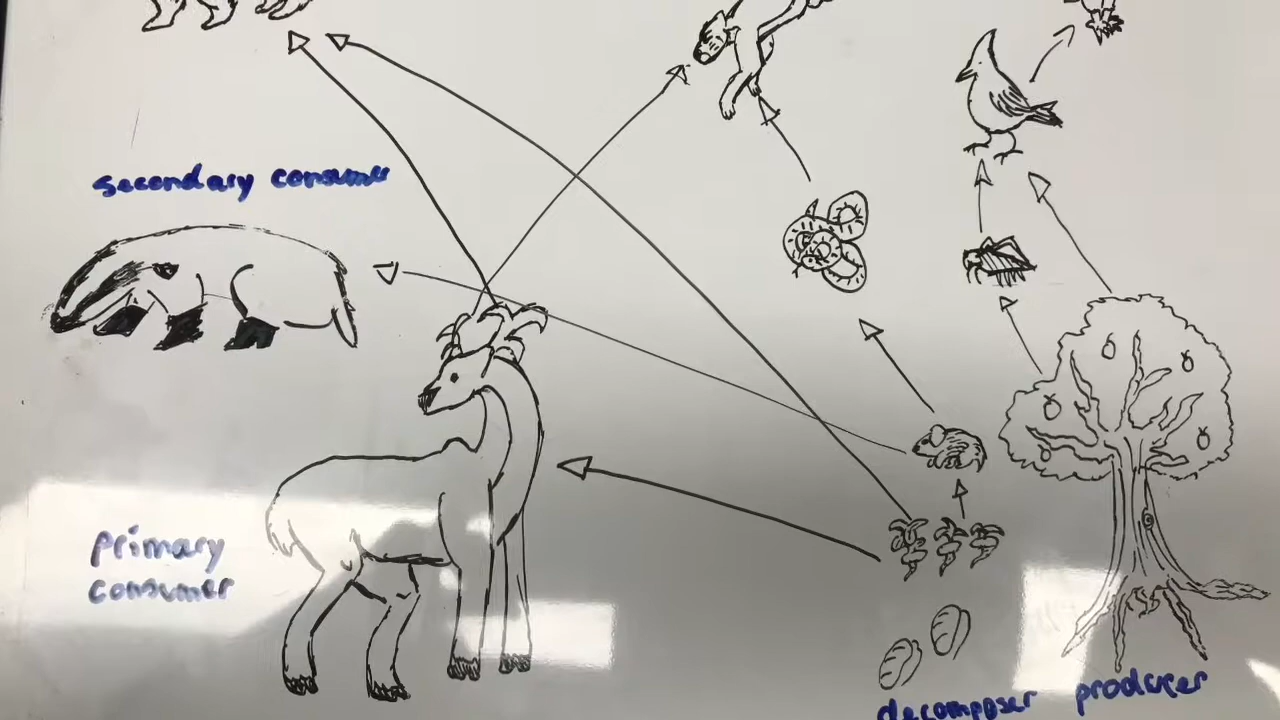 secondary consumer
primary
consumer
decomposer producer